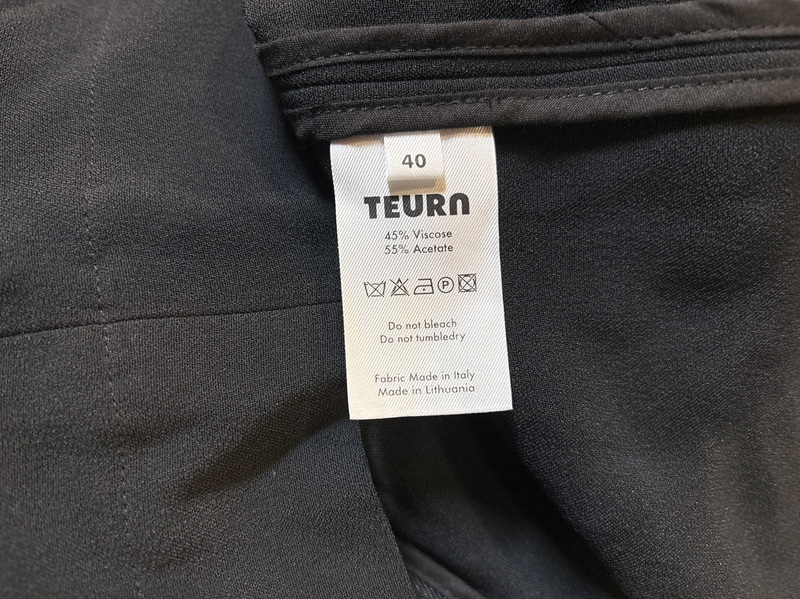 40
TEURN
45% Viscose
55% Acetate
P
Do not bleach
Do not tumbledry
Fabric Made in Italy
Made in Lithuania